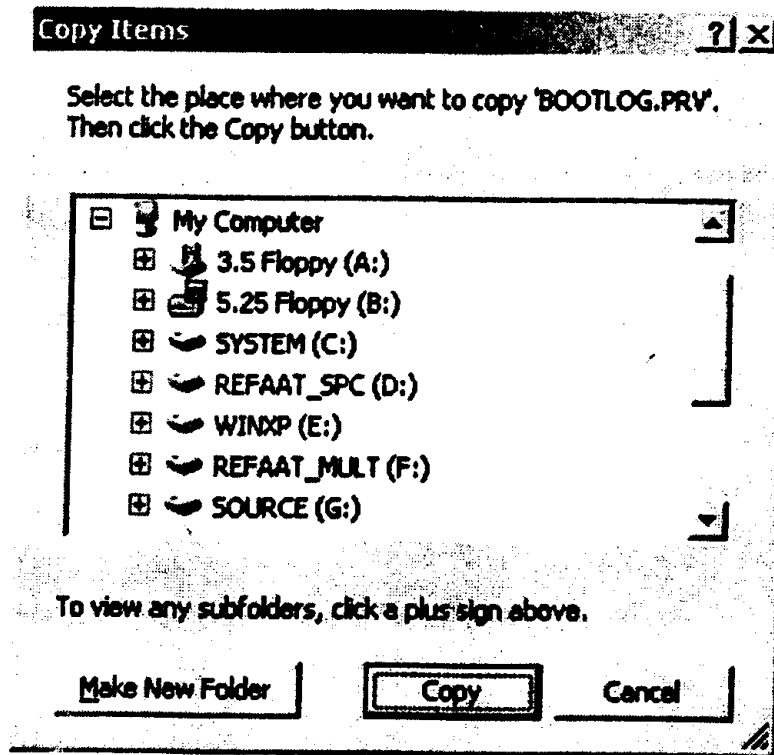 Copy Items
Select the place where you want to copy 'BOOTLOG.PRV'.
Then click the Copy button.
My Computer
3.5 Floppy (A:)
5.25 Floppy (B:)
SYSTEM (C:)
REFAAT_SPC (D:)
WINXP (E:)
REFAAT_MULT (F:)
SOURCE (G:)
To view any subfolders, click a plus sign above.
Make New Folder
Copy
Cancel